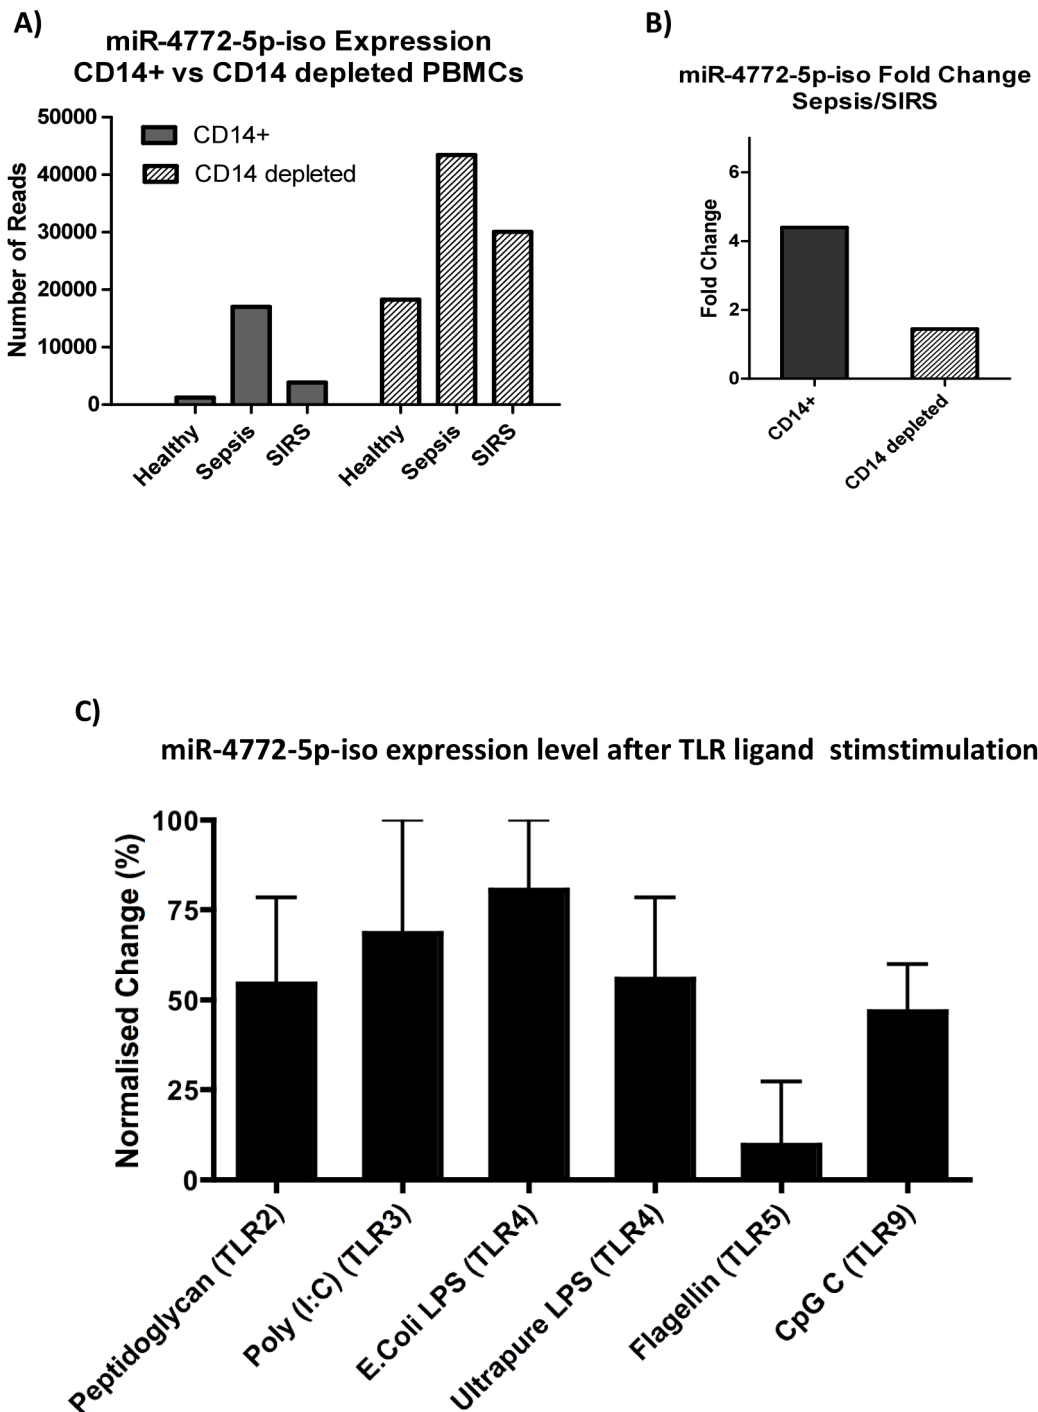 A)
miR-4772-5p-iso Expression
CD14+ vs CD14 depleted PBMCs
Number of Reads
50000
40000
30000
20000
10000
0
CD14+
CD14 depleted
Healthy
Sepsis
SIRS
Healthy
Sepsis
SIRS
B)
miR-4772-5p-iso Fold Change
Sepsis/SIRS
Fold Change
6
4
2
0
CD14+
CD14 depleted
C)
miR-4772-5p-iso expression level after TLR ligand stimstimulation
Normalised Change (%)
100
75
50
25
0
Peptidoglycan (TLR2)
Poly (I:C) (TLR3)
E.Coli LPS (TLR4)
Ultrapure LPS (TLR4)
Flagellin (TLR5)
CpG C (TLR9)